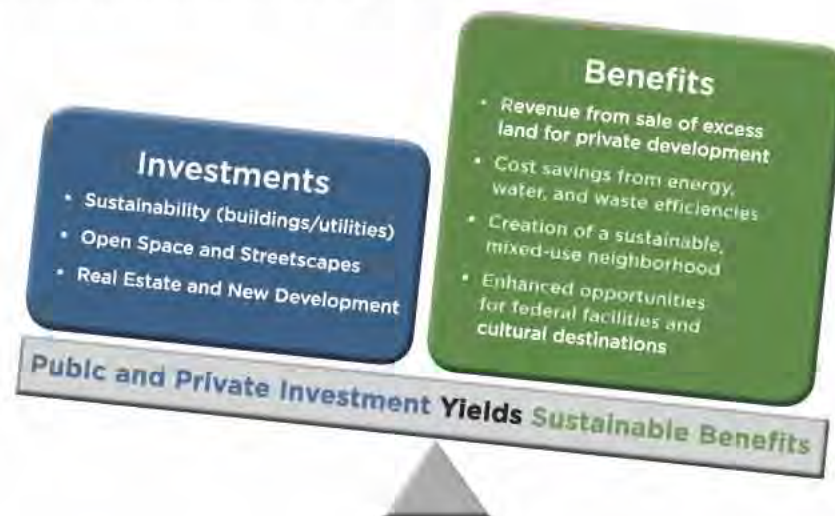 Investments
• Sustainability (buildings/utilities)
• Open Space and Streetscapes
• Real Estate and New Development
Benefits
• Revenue from sale of excess
land for private development
• Cost savings from energy,
water, and waste efficiencies
• Creation of a sustainable,
mixed-use neighborhood
• Enhanced opportunities
for federal facilities and
cultural destinations
Publc and Private Investment Yields Sustainable Benefits